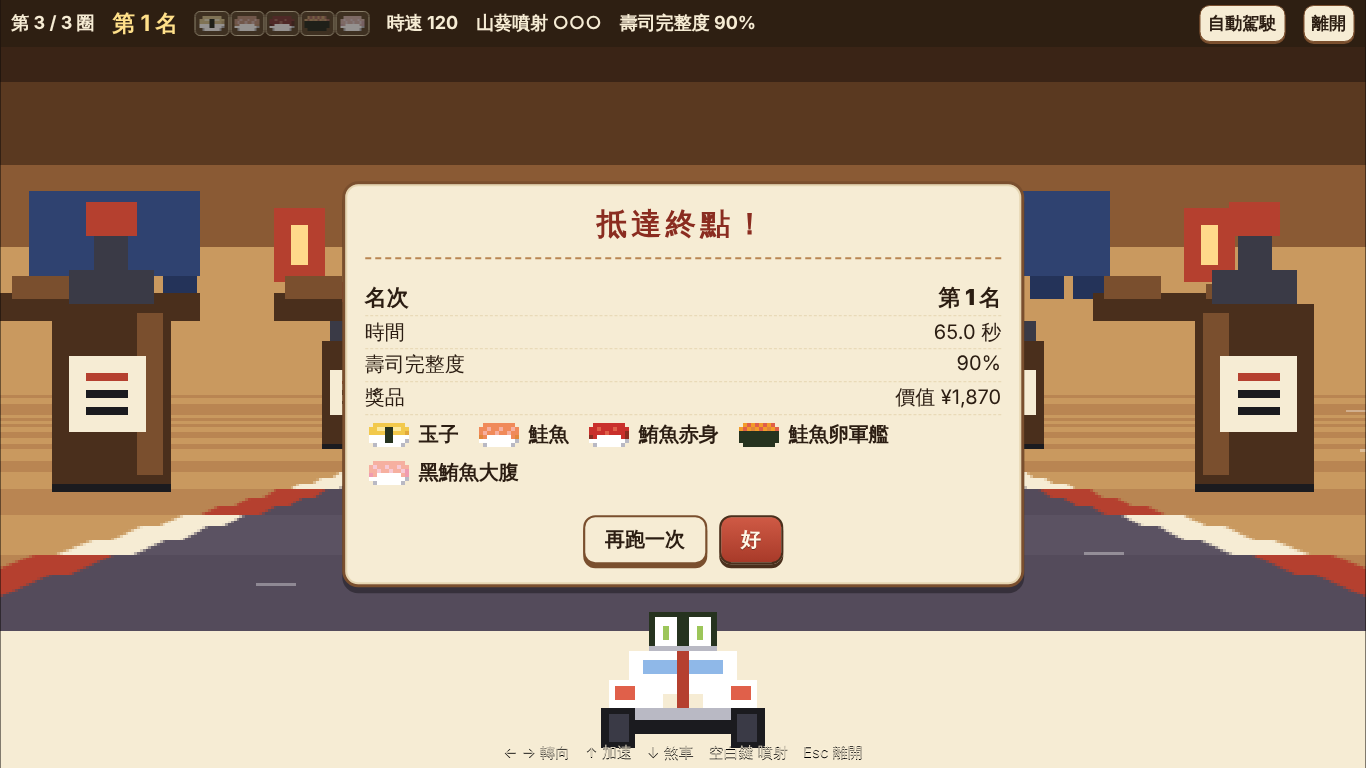 第 3 / 3 圈 第 1 名 時速 120 山葵噴射 ○○○ 壽司完整度 90% 自動駕駛 離開
抵達終點！
名次 第 1 名
時間 65.0 秒
壽司完整度 90%
獎品 價值 ¥1,870
玉子 鮭魚 鮪魚赤身 鮭魚卵軍艦
黑鮪魚大腹
再跑一次 好
← → 轉向 ↑ 加速 ↓ 煞車 空白鍵 噴射 Esc 離開